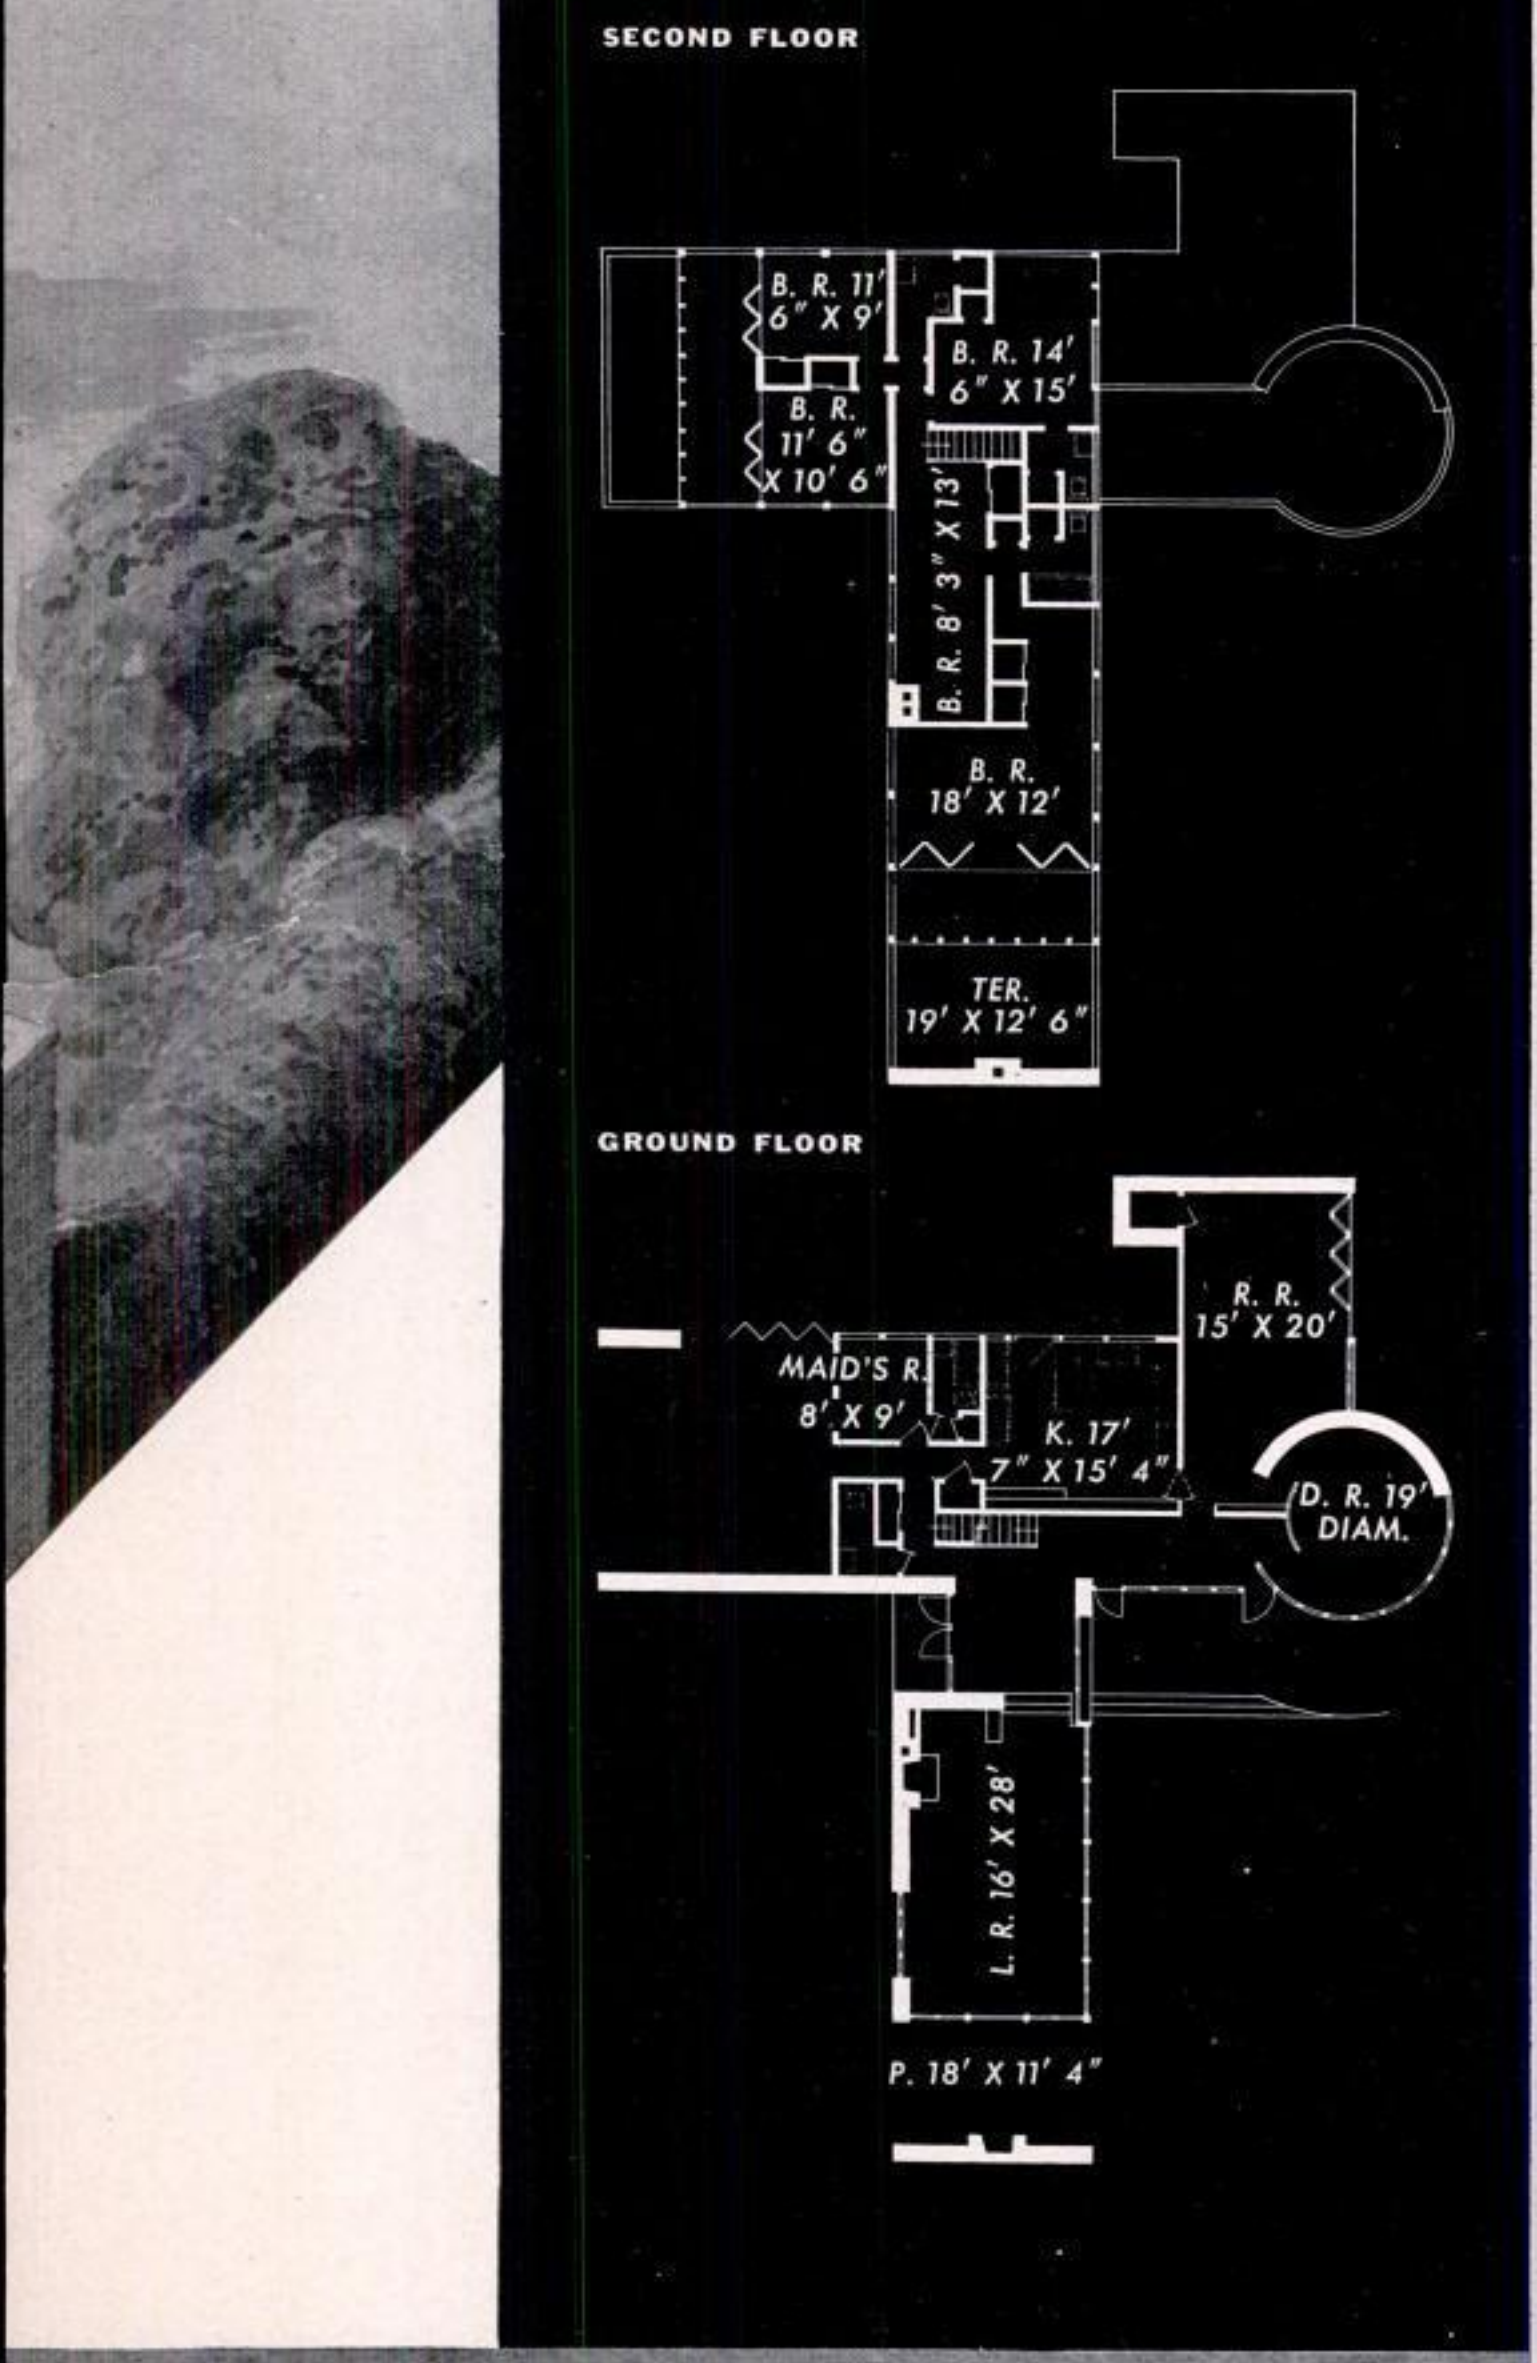 SECOND FLOOR
B. R. 11'
6" X 9'
B. R. 14'
6" X 15'
B. R.
11' 6"
X 10' 6"
B. R. 8' 3" X 13'
B. R.
18' X 12'
TER.
19' X 12' 6"
GROUND FLOOR
R. R.
15' X 20'
MAID'S R.
8' X 9'
K. 17'
7" X 15' 4"
D. R. 19'
DIAM.
L. R. 16' X 28'
P. 18' X 11' 4"